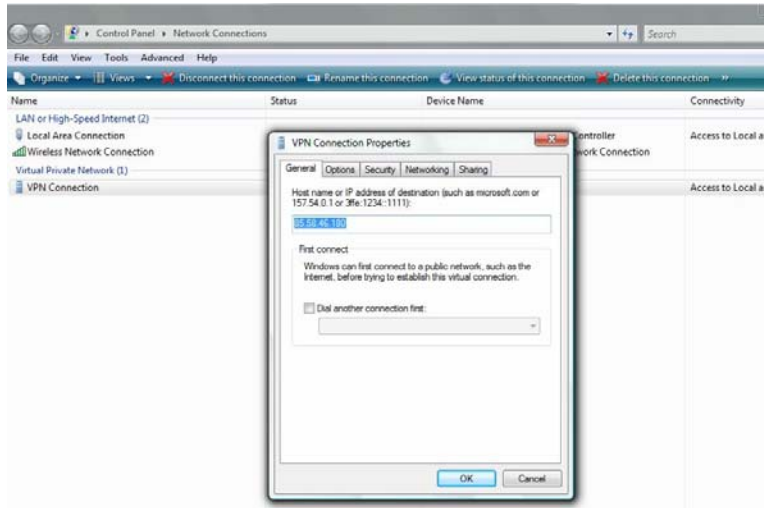 Control Panel ▸ Network Connections
Search
File Edit View Tools Advanced Help
Organize Views Disconnect this connection Rename this connection View status of this connection Delete this connection »
Name Status Device Name Connectivity
LAN or High-Speed Internet (2)
Local Area Connection Controller Access to Local a
Wireless Network Connection work Connection
Virtual Private Network (1)
VPN Connection Access to Local a
VPN Connection Properties
General Options Security Networking Sharing
Host name or IP address of destination (such as microsoft.com or
157.54.0.1 or 3ffe:1234::1111):
First connect
Windows can first connect to a public network, such as the
Internet, before trying to establish this virtual connection.
Dial another connection first:
OK Cancel